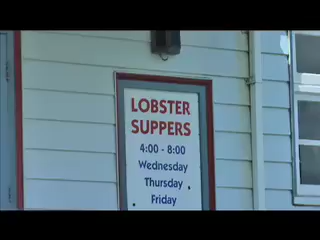 LOBSTER
SUPPERS
4:00 - 8:00
Wednesday
Thursday
Friday